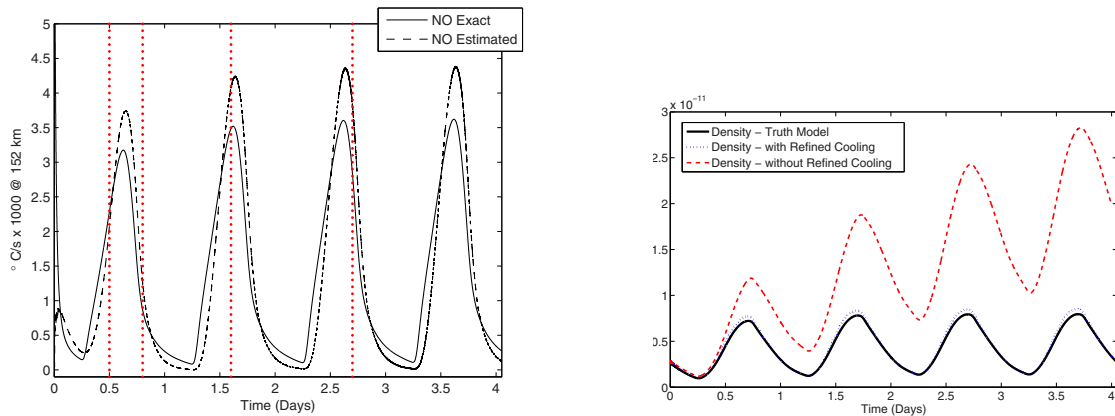 NO Exact
NO Estimated
5
4.5
4
3.5
3
2.5
2
1.5
1
0.5
0
° C/s x 1000 @ 152 km
0 0.5 1 1.5 2 2.5 3 3.5 4
Time (Days)
3 x 10⁻¹¹
Density – Truth Model
Density – with Refined Cooling
Density – without Refined Cooling
2.5
2
1.5
1
0.5
0
0 0.5 1 1.5 2 2.5 3 3.5 4
Time (Days)